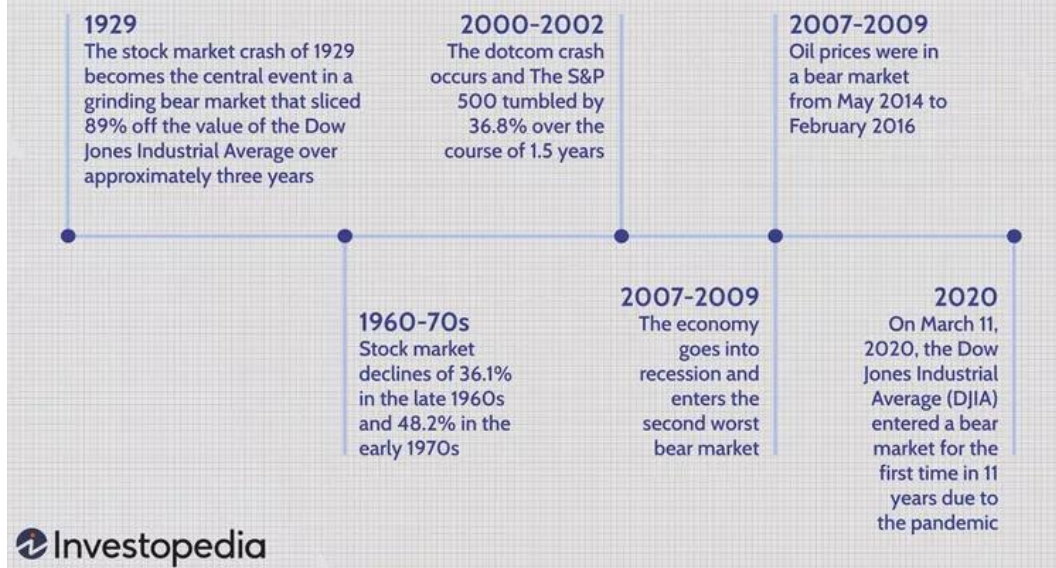 1929
The stock market crash of 1929
becomes the central event in a
grinding bear market that sliced
89% off the value of the Dow
Jones Industrial Average over
approximately three years
1960-70s
Stock market
declines of 36.1%
in the late 1960s
and 48.2% in the
early 1970s
2000-2002
The dotcom crash
occurs and The S&P
500 tumbled by
36.8% over the
course of 1.5 years
2007-2009
The economy
goes into
recession and
enters the
second worst
bear market
2007-2009
Oil prices were in
a bear market
from May 2014 to
February 2016
2020
On March 11,
2020, the Dow
Jones Industrial
Average (DJIA)
entered a bear
market for the
first time in 11
years due to
the pandemic
Investopedia